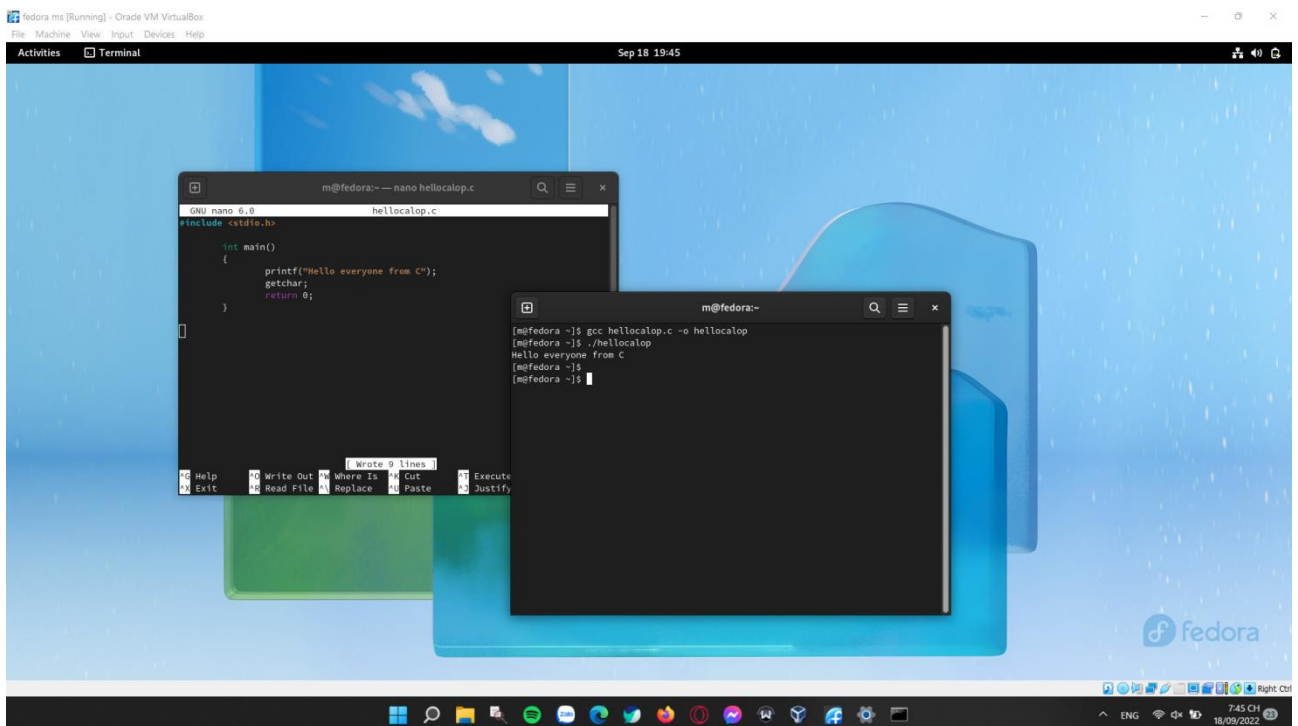 fedora ms [Running] - Oracle VM VirtualBox
File Machine View Input Devices Help
Activities Terminal Sep 18 19:45
m@fedora:~ — nano hellocalop.c
GNU nano 6.0 hellocalop.c
#include <stdio.h>
int main()
{
printf("Hello everyone from C");
getchar;
return 0;
}
[ Wrote 9 lines ]
^G Help ^O Write Out ^W Where Is ^K Cut ^T Execute
^X Exit ^R Read File ^\ Replace ^U Paste ^J Justify
m@fedora:~
[m@fedora ~]$ gcc hellocalop.c -o hellocalop
[m@fedora ~]$ ./hellocalop
Hello everyone from C
[m@fedora ~]$
[m@fedora ~]$
fedora
Right Ctrl
Zalo
ENG
7:45 CH
18/09/2022
23